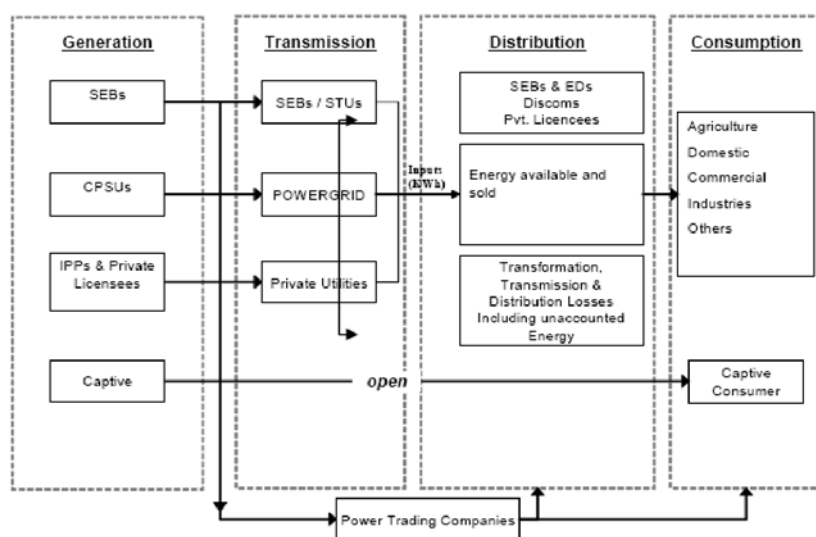 Generation
Transmission
Distribution
Consumption
SEBs
SEBs / STUs
SEBs & EDs
Discoms
Pvt. Licencees
Agriculture
Domestic
Commercial
Industries
Others
CPSUs
POWERGRID
Inputs
(KWh)
Energy available and
sold
IPPs & Private
Licensees
Private Utilities
Transformation,
Transmission &
Distribution Losses
Including unaccounted
Energy
Captive
open
Captive
Consumer
Power Trading Companies